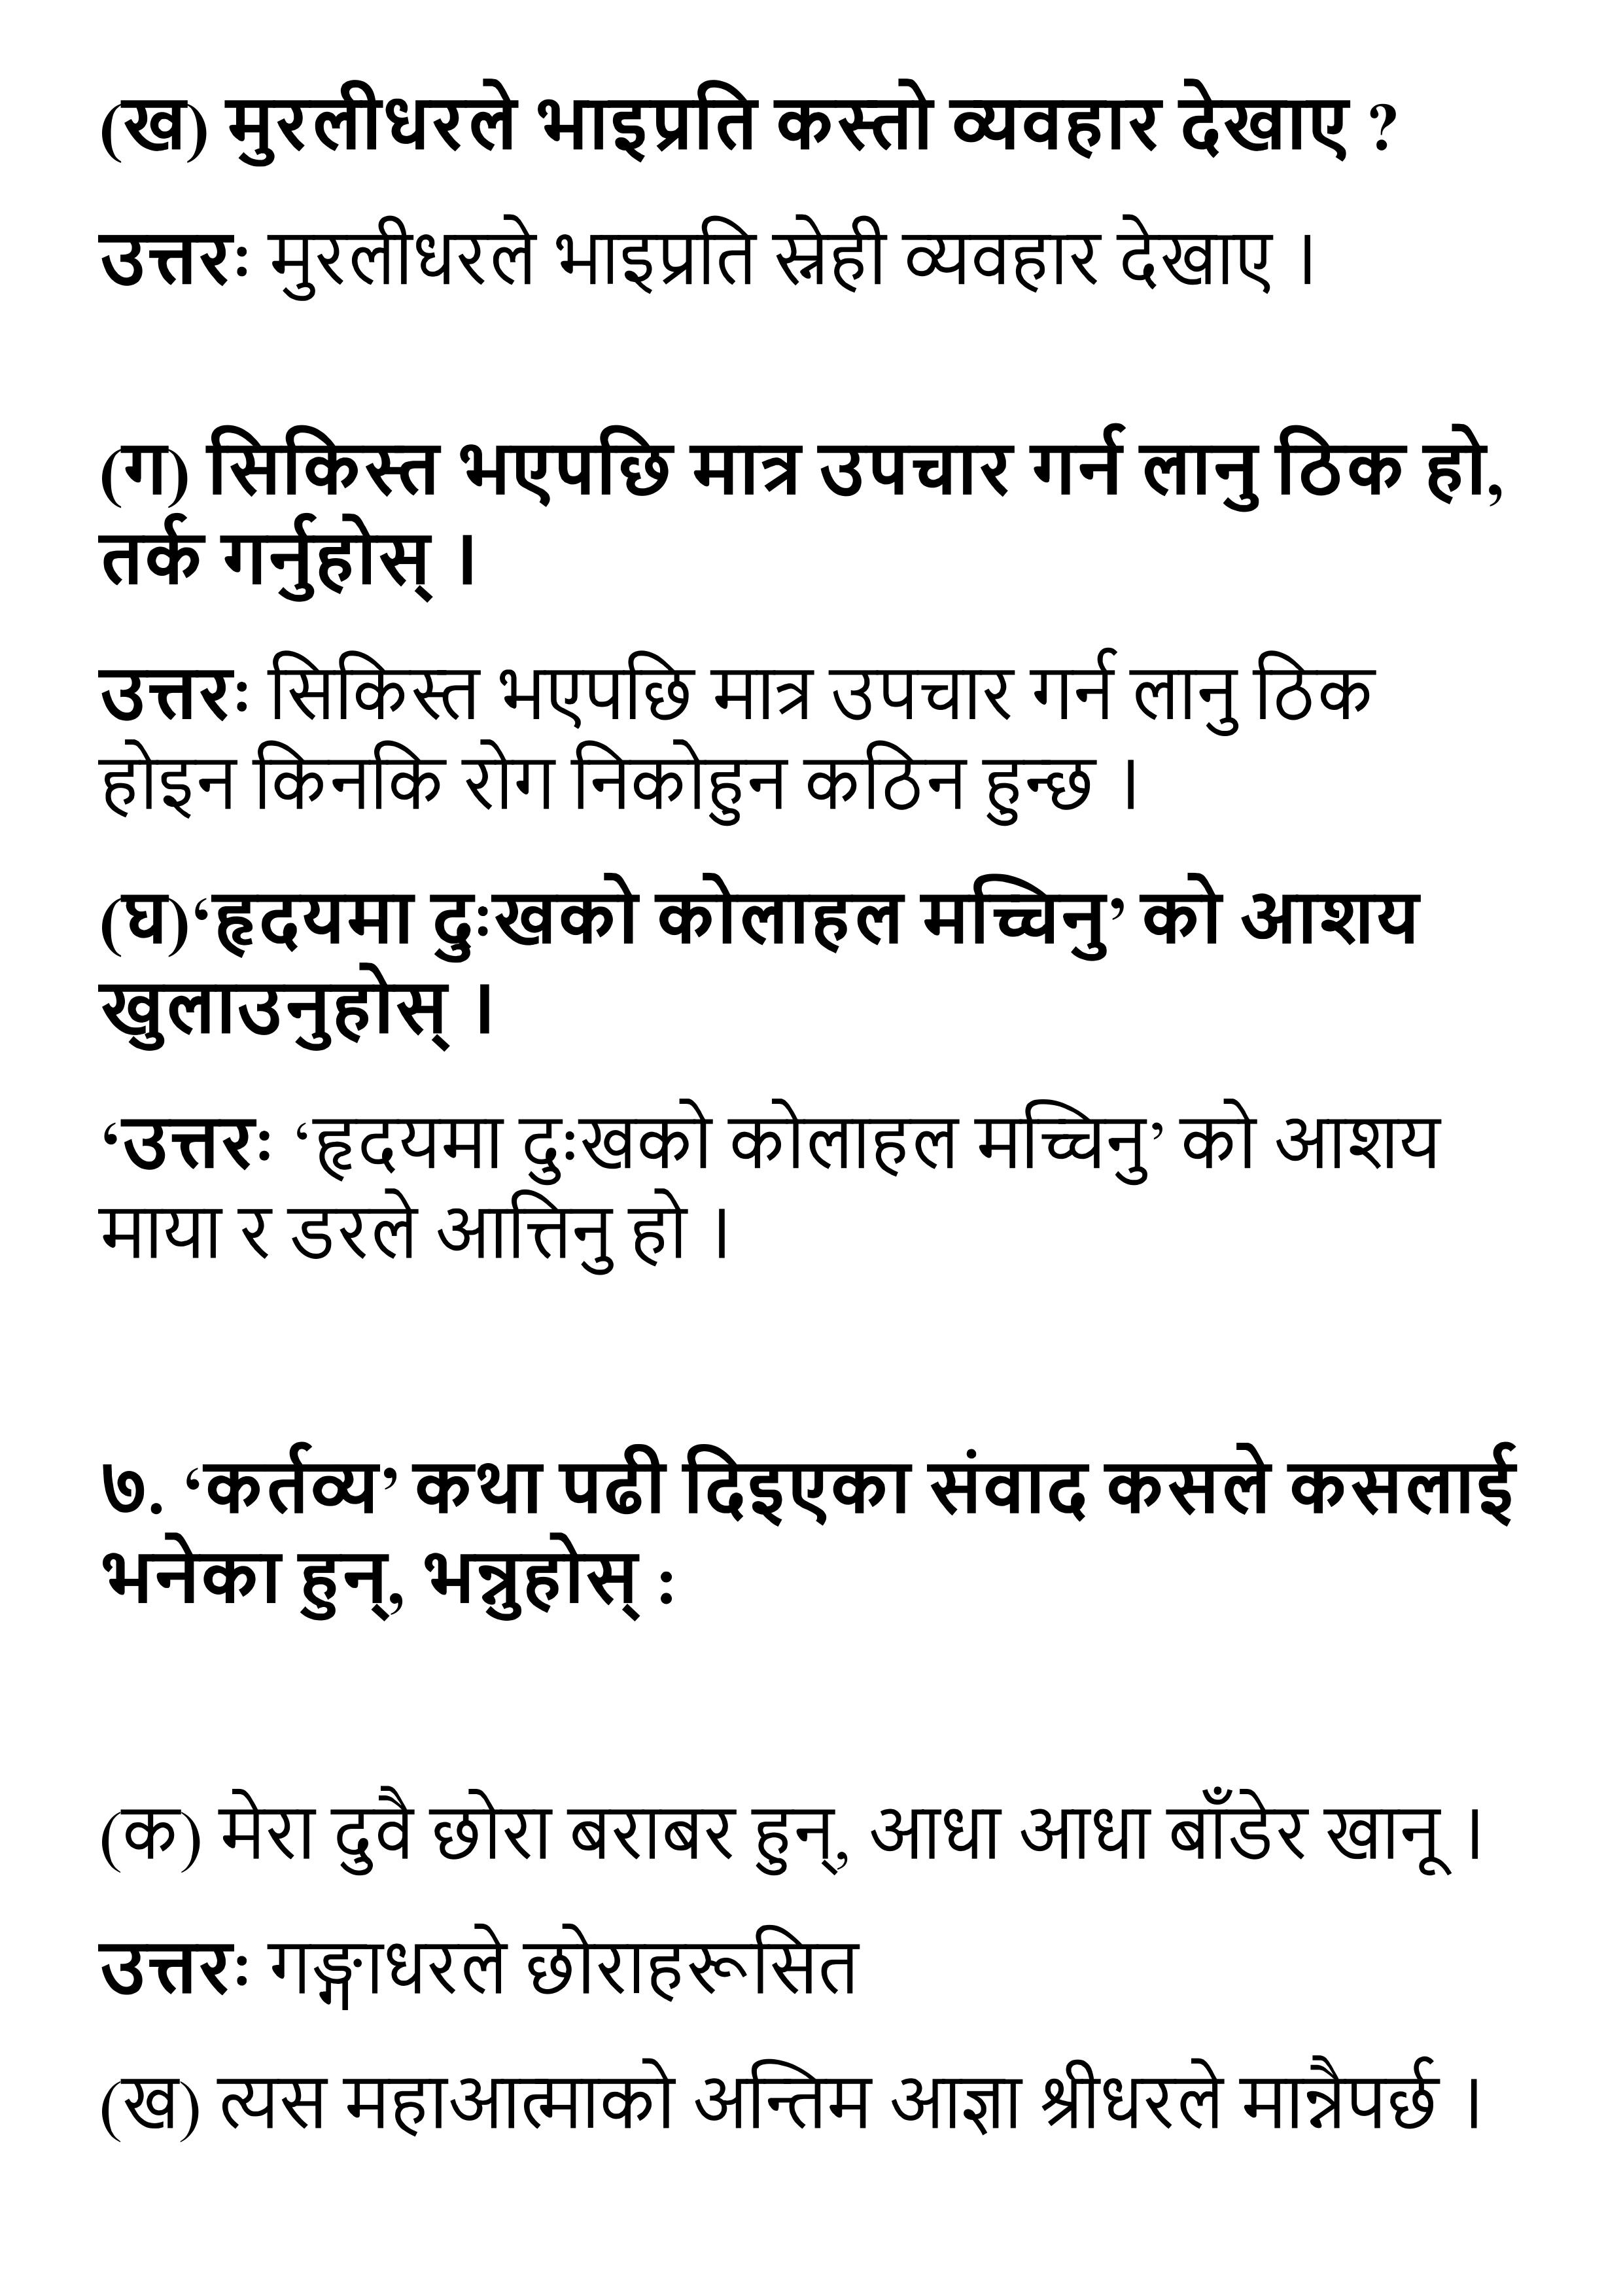 (ख) मुरलीधरले भाइप्रति कस्तो व्यवहार देखाए ?
उत्तरः मुरलीधरले भाइप्रति स्नेही व्यवहार देखाए ।
(ग) सिकिस्त भएपछि मात्र उपचार गर्न लानु ठिक हो,
तर्क गर्नुहोस् ।
उत्तरः सिकिस्त भएपछि मात्र उपचार गर्न लानु ठिक
होइन किनकि रोग निकोहुन कठिन हुन्छ ।
(घ)‘हृदयमा दुःखको कोलाहल मच्चिनु’ को आशय
खुलाउनुहोस् ।
‘उत्तरः ‘हृदयमा दुःखको कोलाहल मच्चिनु’ को आशय
माया र डरले आत्तिनु हो ।
७. ‘कर्तव्य’ कथा पढी दिइएका संवाद कसले कसलाई
भनेका हुन्, भन्नुहोस् :
(क) मेरा दुवै छोरा बराबर हुन्, आधा आधा बाँडेर खानू ।
उत्तरः गङ्गाधरले छोराहरूसित
(ख) त्यस महाआत्माको अन्तिम आज्ञा श्रीधरले मान्नैपर्छ ।